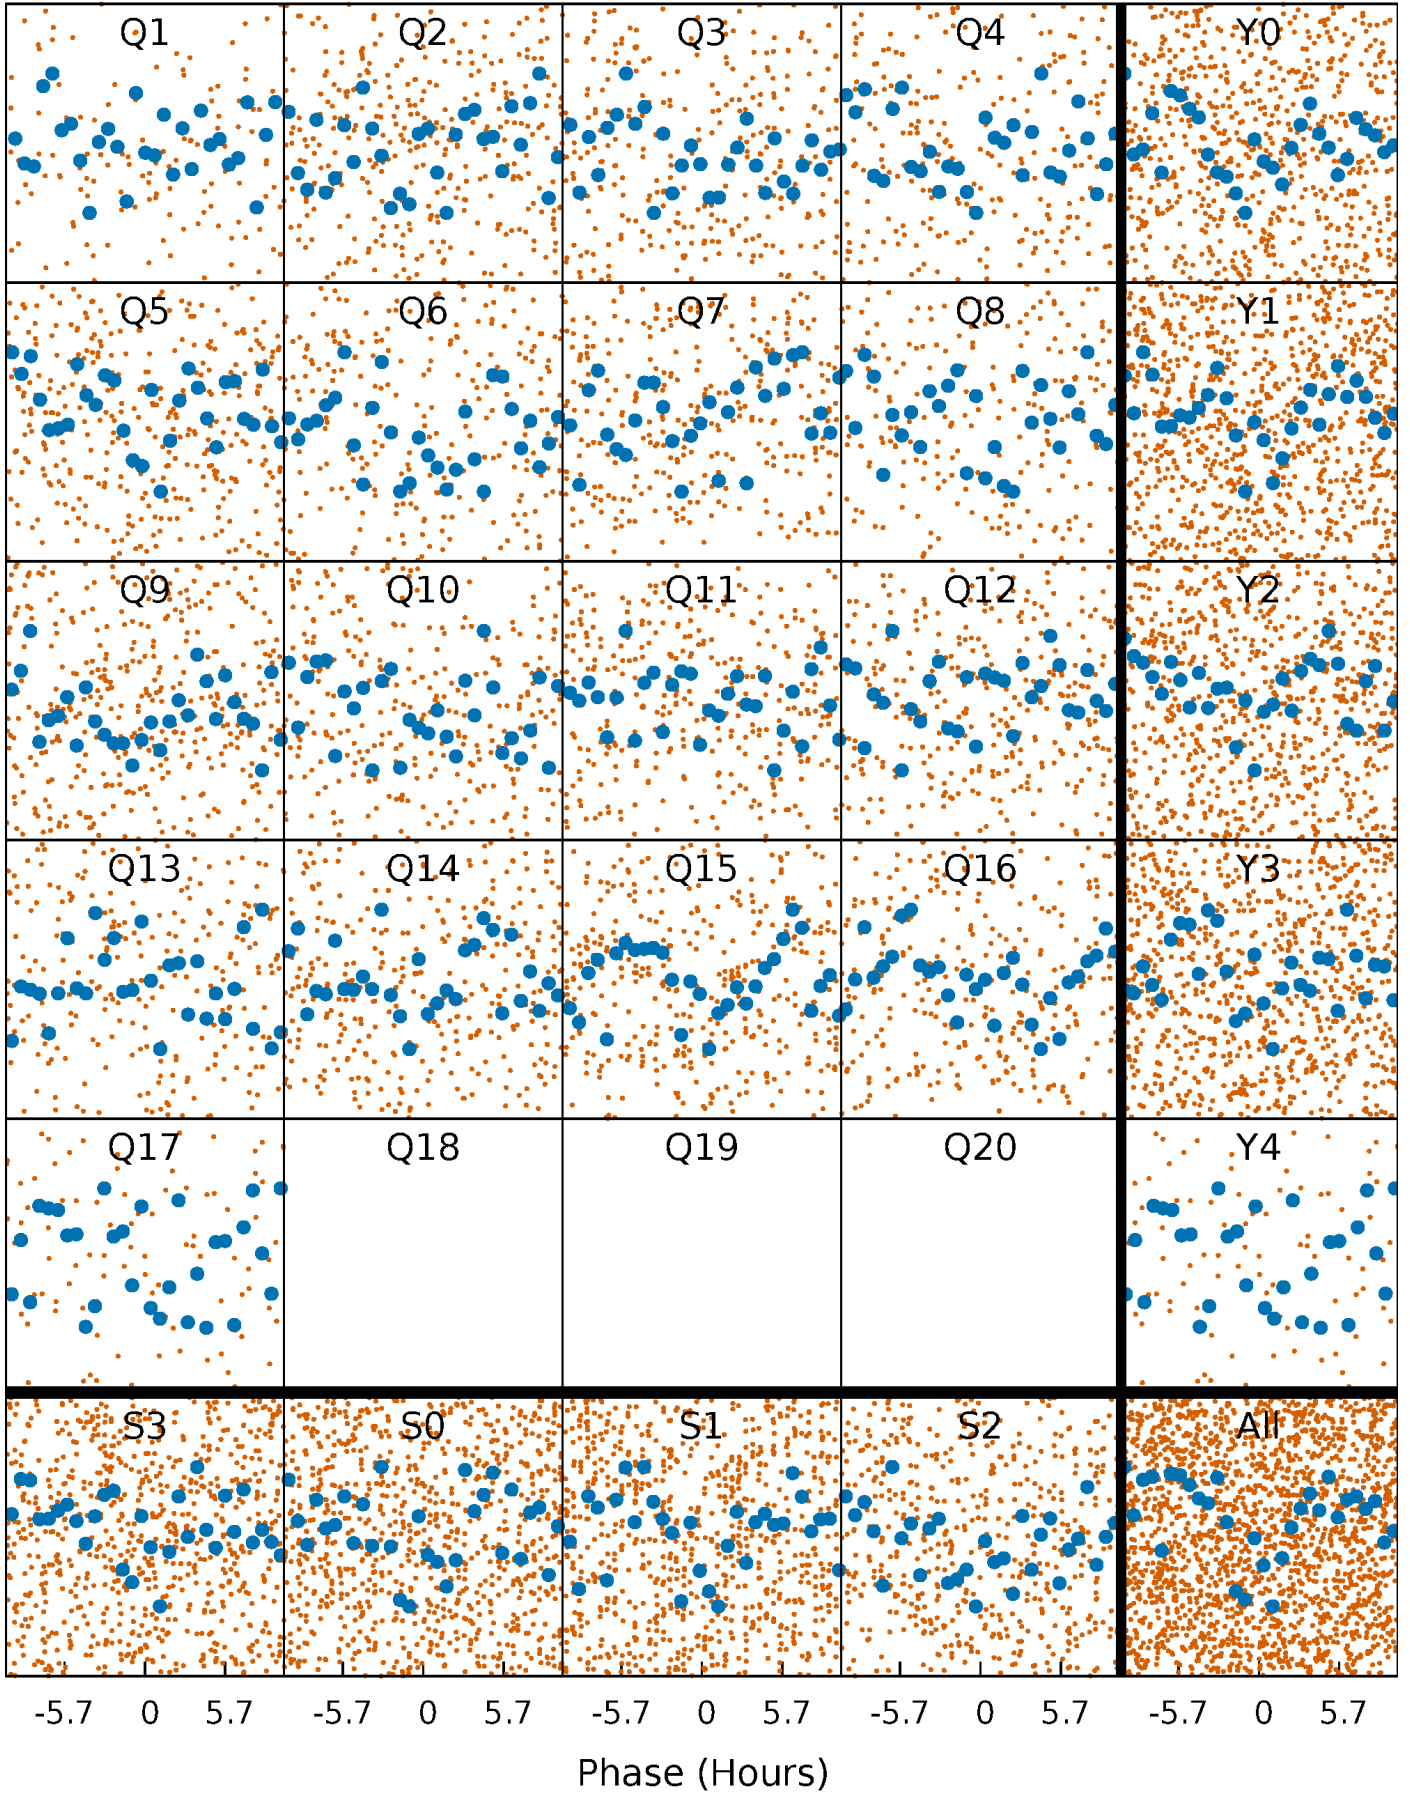 Q1 Q2 Q3 Q4 Y0
Q5 Q6 Q7 Q8 Y1
Q9 Q10 Q11 Q12 Y2
Q13 Q14 Q15 Q16 Y3
Q17 Q18 Q19 Q20 Y4
S3 S0 S1 S2 All
-5.7 0 5.7 -5.7 0 5.7 -5.7 0 5.7 -5.7 0 5.7 -5.7 0 5.7
Phase (Hours)